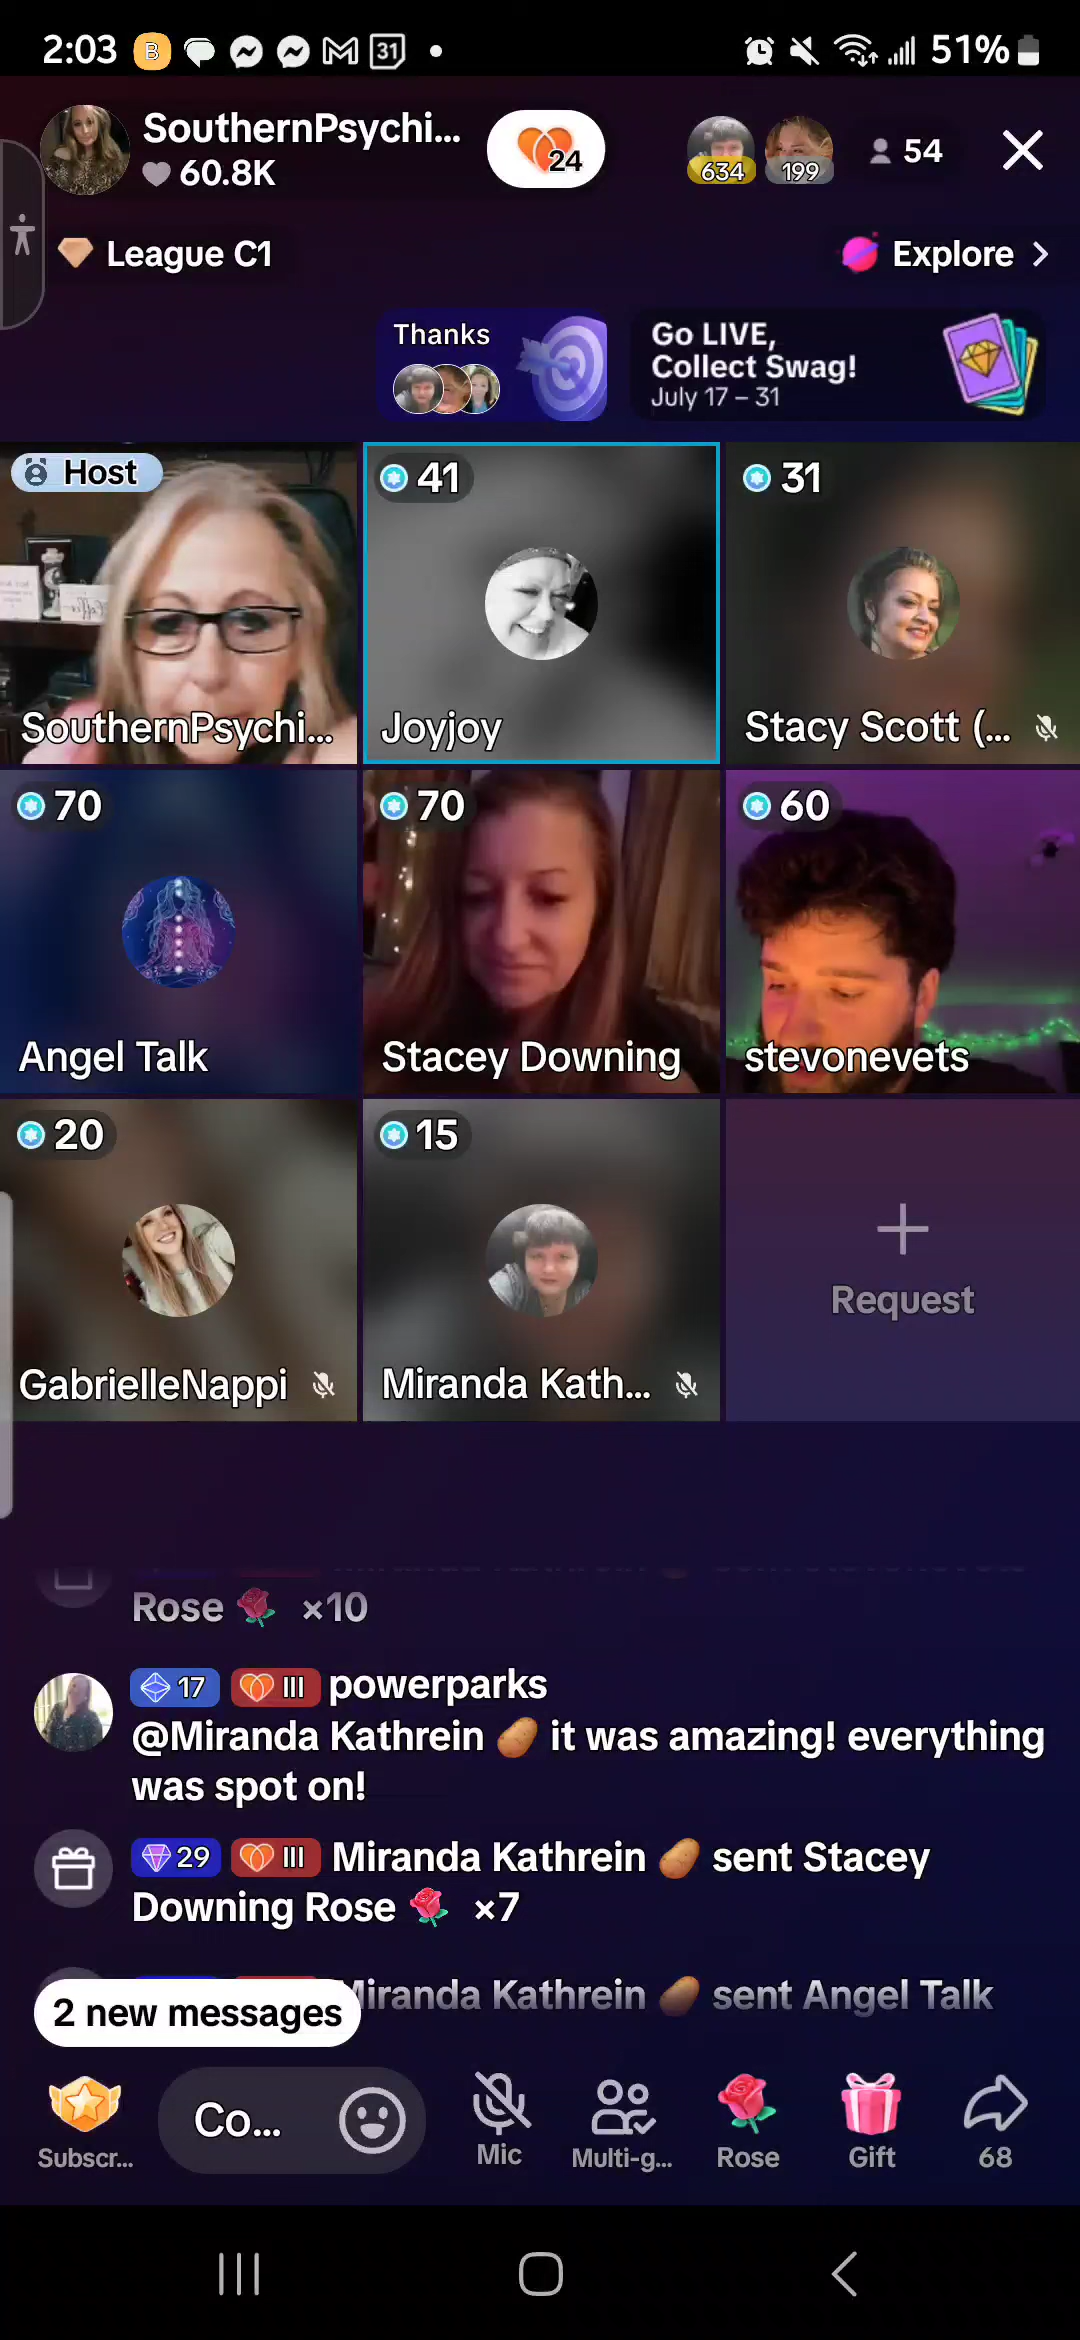 2:03 B 31 51%
SouthernPsychi... 24 634 199 54
60.8K
League C1 Explore >
Thanks
Go LIVE,
Collect Swag!
July 17 – 31
Host 41 31
SouthernPsychi... Joyjoy Stacy Scott (...
70 70 60
Angel Talk Stacey Downing stevonevets
20 15
Request
GabrielleNappi Miranda Kath...
Rose 🌹 ×10
17 III powerparks
@Miranda Kathrein 🥔 it was amazing! everything
was spot on!
29 III Miranda Kathrein 🥔 sent Stacey
Downing Rose 🌹 ×7
Miranda Kathrein 🥔 sent Angel Talk
2 new messages
Co...
Subscr... Mic Multi-g... Rose Gift 68